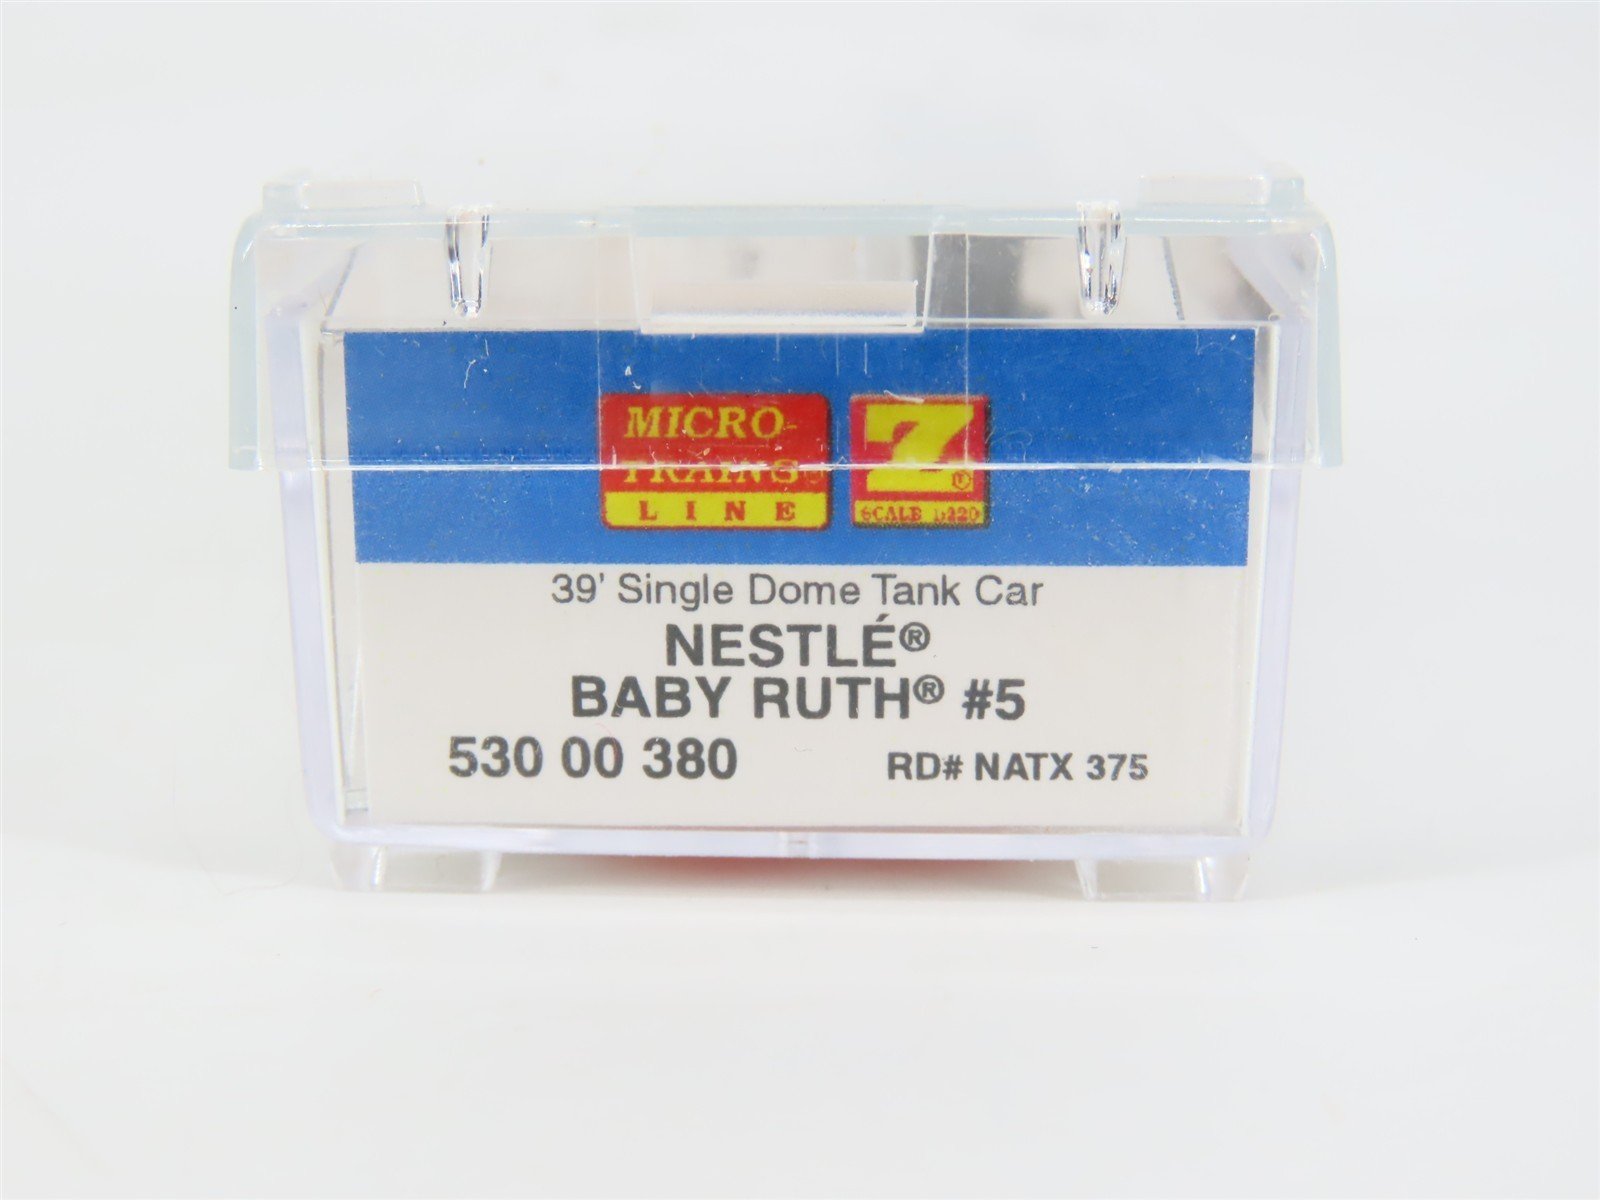 MICRO-
TRAINS®
LINE
Z®
SCALE 1:220
39' Single Dome Tank Car
NESTLÉ®
BABY RUTH® #5
530 00 380 RD# NATX 375